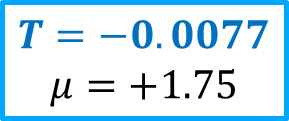 T = −0.0077
μ = +1.75